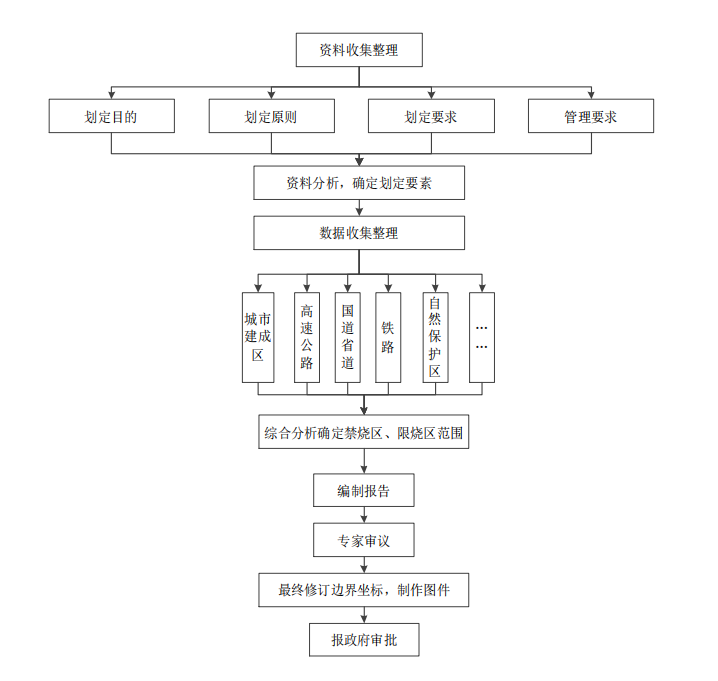 资料收集整理
划定目的
划定原则
划定要求
管理要求
资料分析，确定划定要素
数据收集整理
城市
建成
区
高速公路
国道省道
铁路
自然保护区
……
综合分析确定禁烧区、限烧区范围
编制报告
专家审议
最终修订边界坐标，制作图件
报政府审批